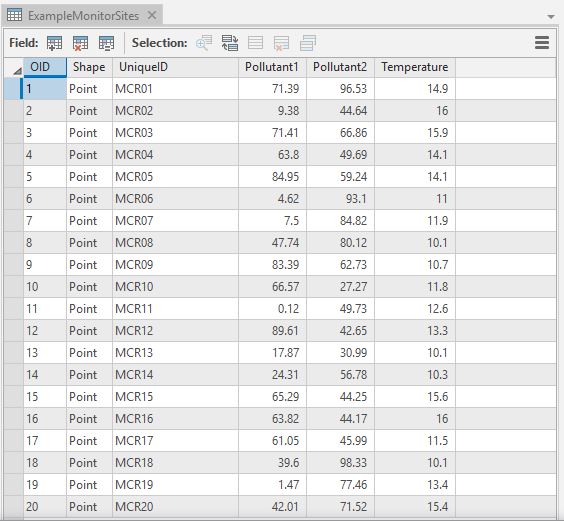 ExampleMonitorSites
Field: Selection:
OID Shape UniqueID Pollutant1 Pollutant2 Temperature
1 Point MCR01 71.39 96.53 14.9
2 Point MCR02 9.38 44.64 16
3 Point MCR03 71.41 66.86 15.9
4 Point MCR04 63.8 49.69 14.1
5 Point MCR05 84.95 59.24 14.1
6 Point MCR06 4.62 93.1 11
7 Point MCR07 7.5 84.82 11.9
8 Point MCR08 47.74 80.12 10.1
9 Point MCR09 83.39 62.73 10.7
10 Point MCR10 66.57 27.27 11.8
11 Point MCR11 0.12 49.73 12.6
12 Point MCR12 89.61 42.65 13.3
13 Point MCR13 17.87 30.99 10.1
14 Point MCR14 24.31 56.78 10.3
15 Point MCR15 65.29 44.25 15.6
16 Point MCR16 63.82 44.17 16
17 Point MCR17 61.05 45.99 11.5
18 Point MCR18 39.6 98.33 10.1
19 Point MCR19 1.47 77.46 13.4
20 Point MCR20 42.01 71.52 15.4